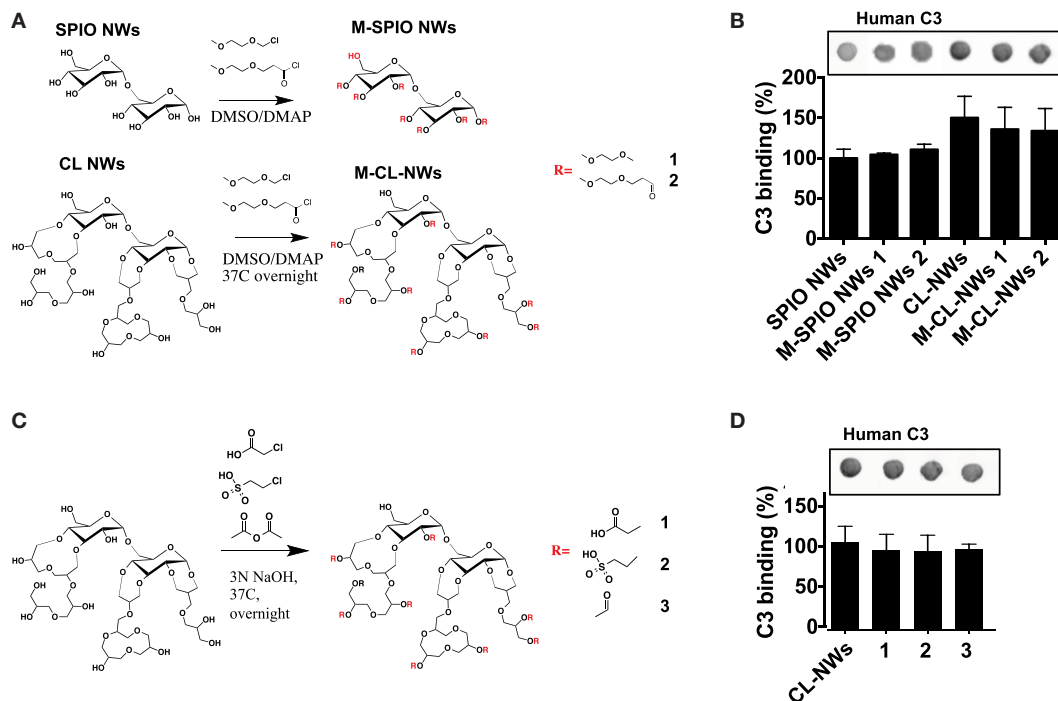 A
SPIO NWs
M-SPIO NWs
DMSO/DMAP
CL NWs
M-CL-NWs
DMSO/DMAP
37C overnight
R=
1
2
B
Human C3
C3 binding (%)
200
150
100
50
0
SPIO NWs
M-SPIO NWs 1
M-SPIO NWs 2
CL-NWs
M-CL-NWs 1
M-CL-NWs 2
C
3N NaOH,
37C,
overnight
R=
1
2
3
D
Human C3
C3 binding (%)
150
100
50
0
CL-NWs
1
2
3